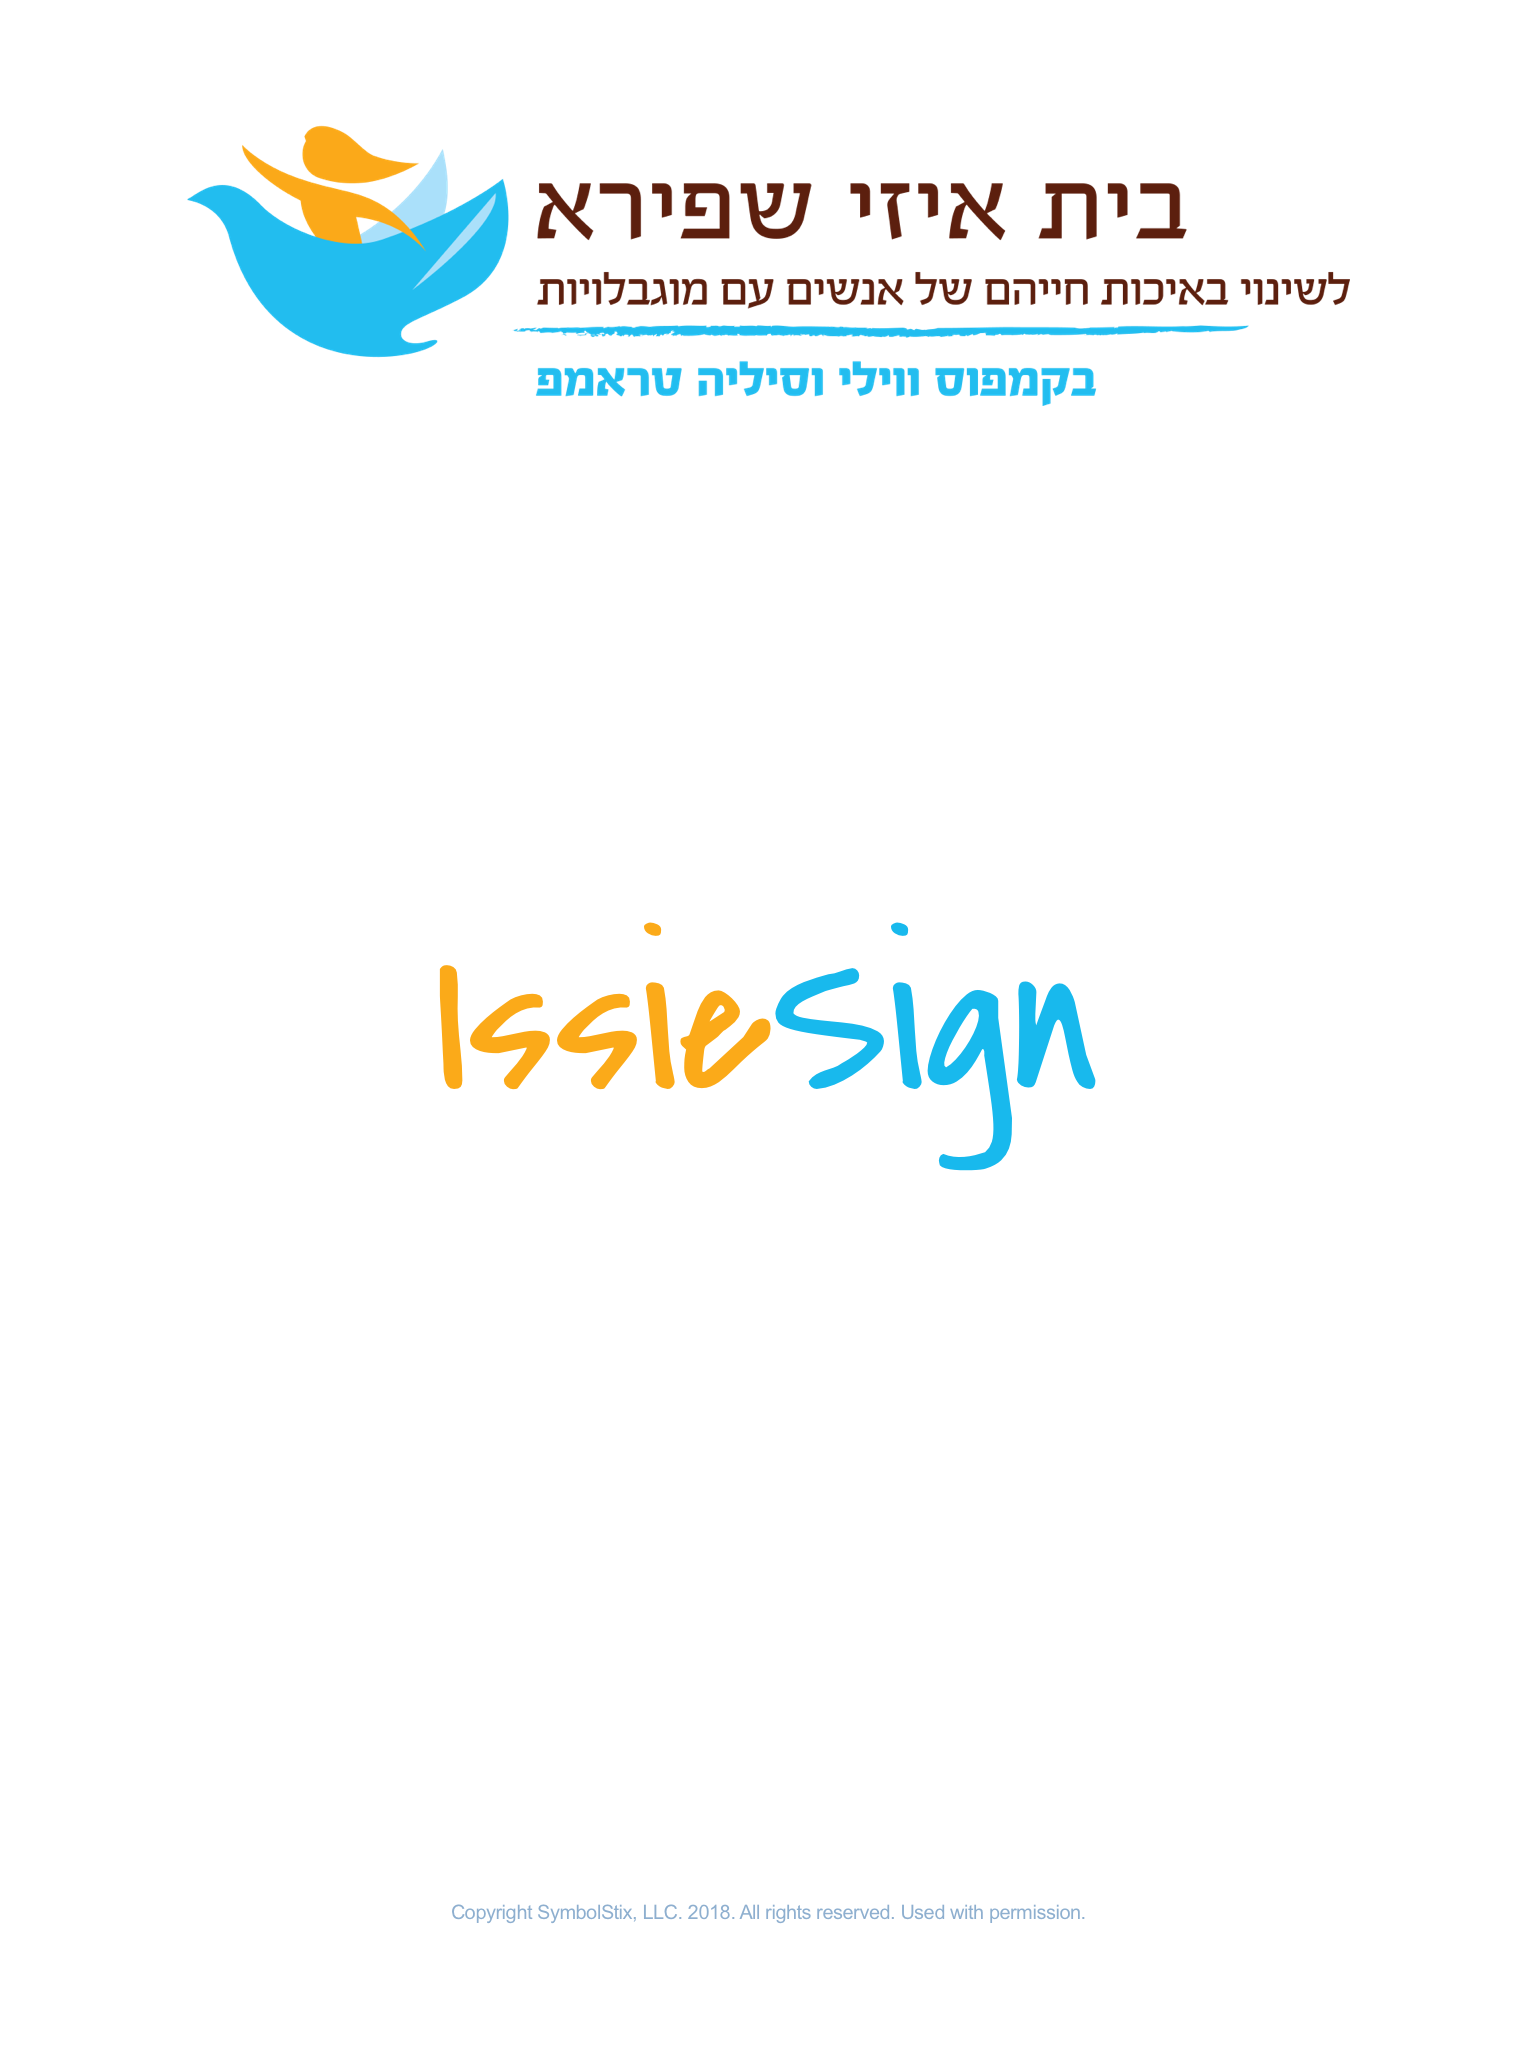 בית איזי שפירא
לשינוי באיכות חייהם של אנשים עם מוגבלויות
בקמפוס ווילי וסיליה טראמפ
Issiesign
Copyright SymbolStix, LLC. 2018. All rights reserved. Used with permission.